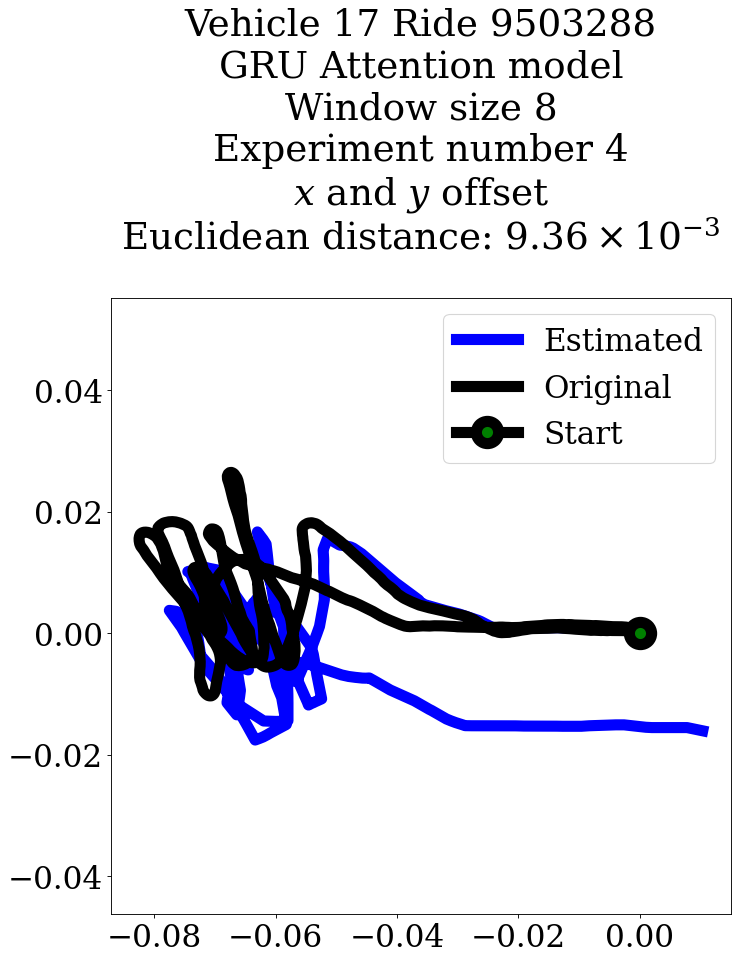 Vehicle 17 Ride 9503288
GRU Attention model
Window size 8
Experiment number 4
x and y offset
Euclidean distance: 9.36 × 10⁻³
Estimated
Original
Start
0.04
0.02
0.00
−0.02
−0.04
−0.08 −0.06 −0.04 −0.02 0.00